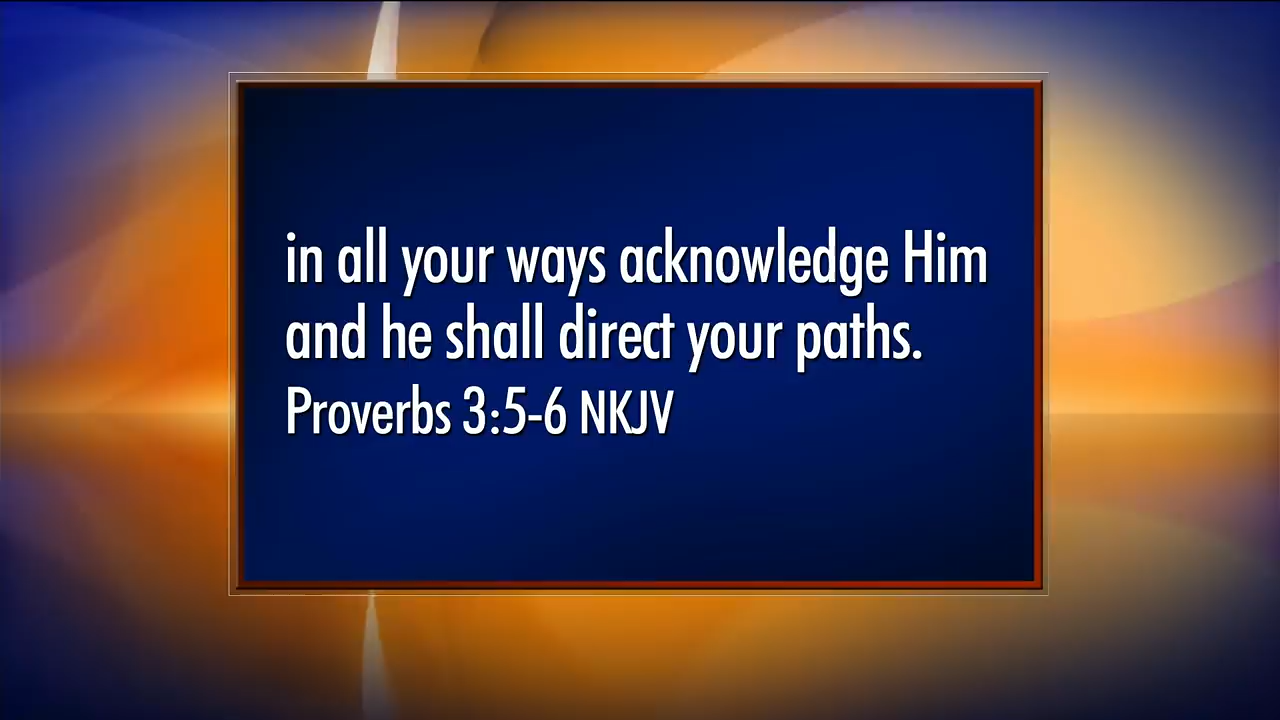 in all your ways acknowledge Him
and he shall direct your paths.
Proverbs 3:5-6 NKJV